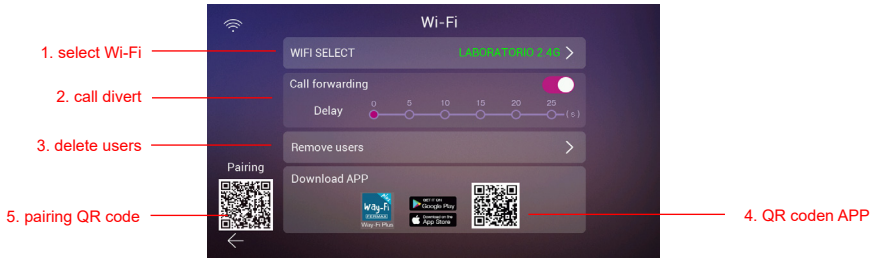 Wi-Fi
1. select Wi-Fi
WIFI SELECT
LABORATORIO 2.4G
Call forwarding
2. call divert
0 5 10 15 20 25
Delay
(s)
3. delete users
Remove users
Pairing
Download APP
Way-Fi
FERMAX
Way-Fi Plus
GET IT ON
Google Play
Download on the
App Store
5. pairing QR code
4. QR coden APP